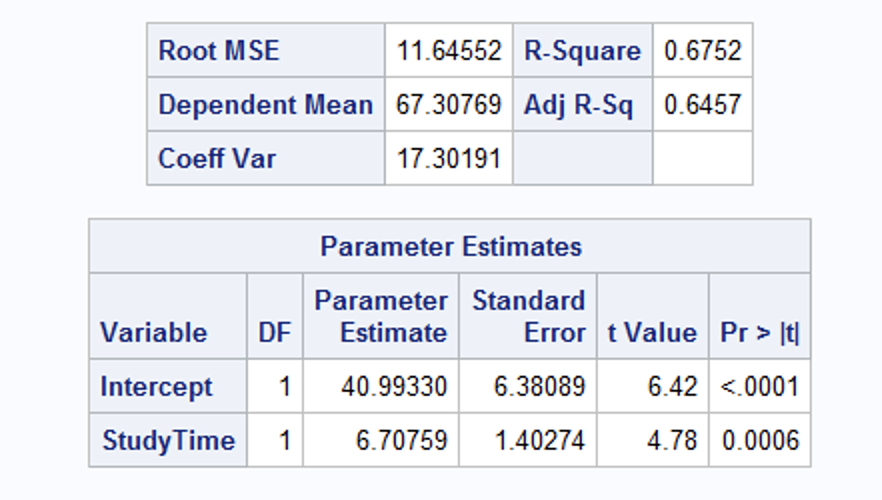 Root MSE 11.64552 R-Square 0.6752
Dependent Mean 67.30769 Adj R-Sq 0.6457
Coeff Var 17.30191
Parameter Estimates
Parameter Standard
Variable DF Estimate Error t Value Pr > |t|
Intercept 1 40.99330 6.38089 6.42 <.0001
StudyTime 1 6.70759 1.40274 4.78 0.0006